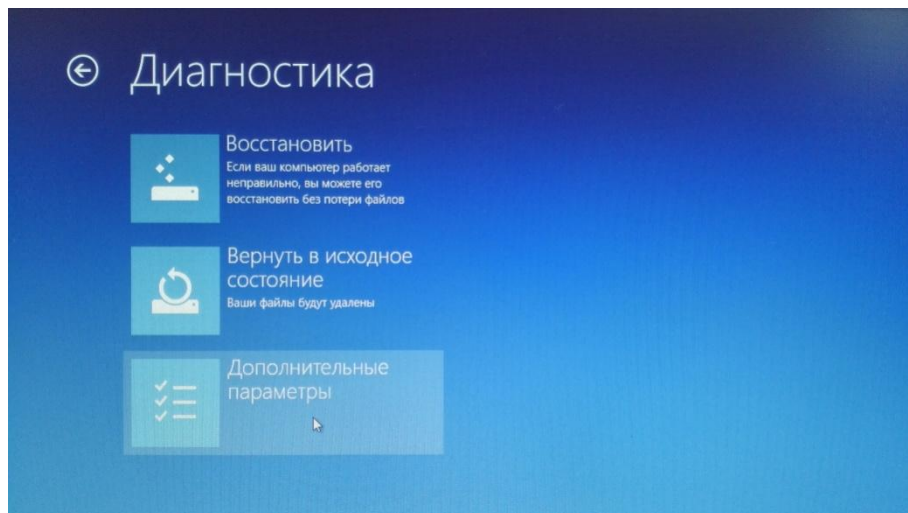 Диагностика
Восстановить
Если ваш компьютер работает
неправильно, вы можете его
восстановить без потери файлов
Вернуть в исходное
состояние
Ваши файлы будут удалены
Дополнительные
параметры